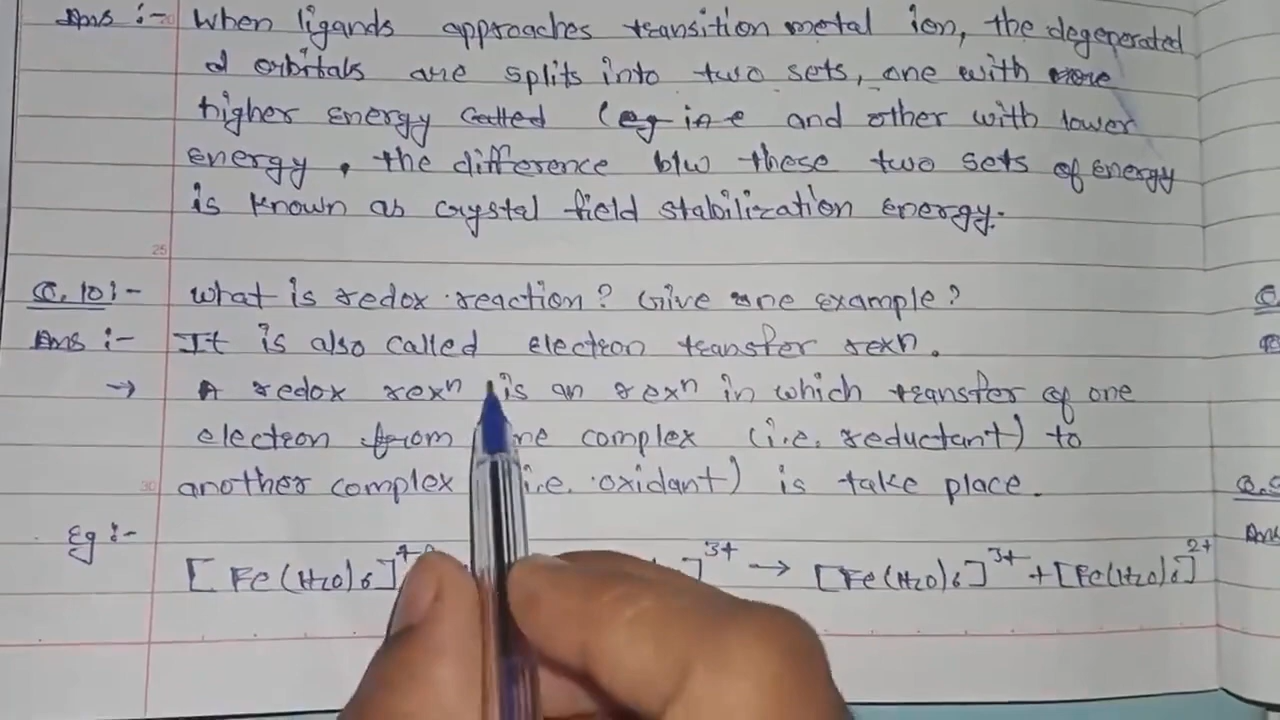 Ans :- When ligands approaches transition metal ion, the degenerated
d orbitals are splits into two sets, one with
higher energy called (eg and other with lower
energy, the difference b/w these two sets of energy
is known as crystal field stabilization energy.
25
Q.10:- What is redox reaction? Give one example?
Ans :- It is also called electron transfer rexn.
→ A redox rexn is an rexn in which transfer of one
electron from complex (i.e. reductant) to
30 another complex i.e. oxidant) is take place.
Eg :-
[Fe(H2O)6] ]3+ → [Fe(H2O)6]3+ + [Fe(H2O)6]2+
Ans